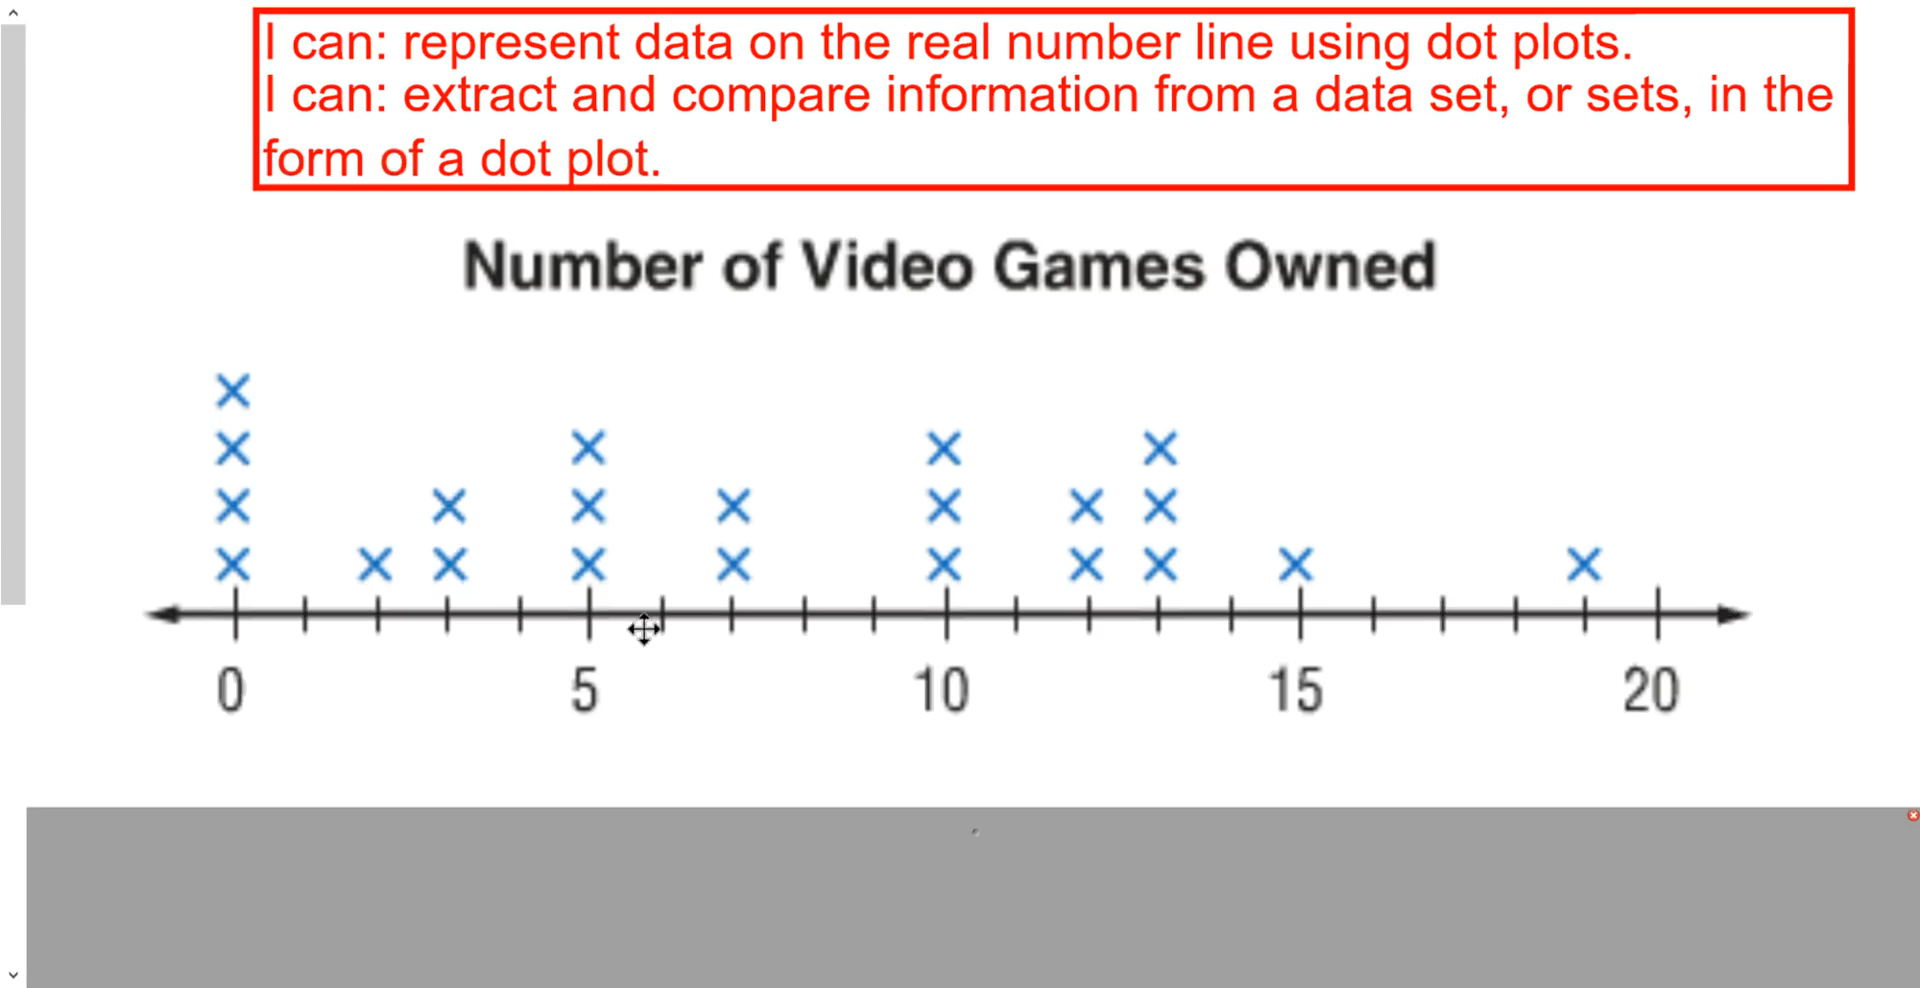 I can: represent data on the real number line using dot plots.
I can: extract and compare information from a data set, or sets, in the
form of a dot plot.
Number of Video Games Owned
0 5 10 15 20